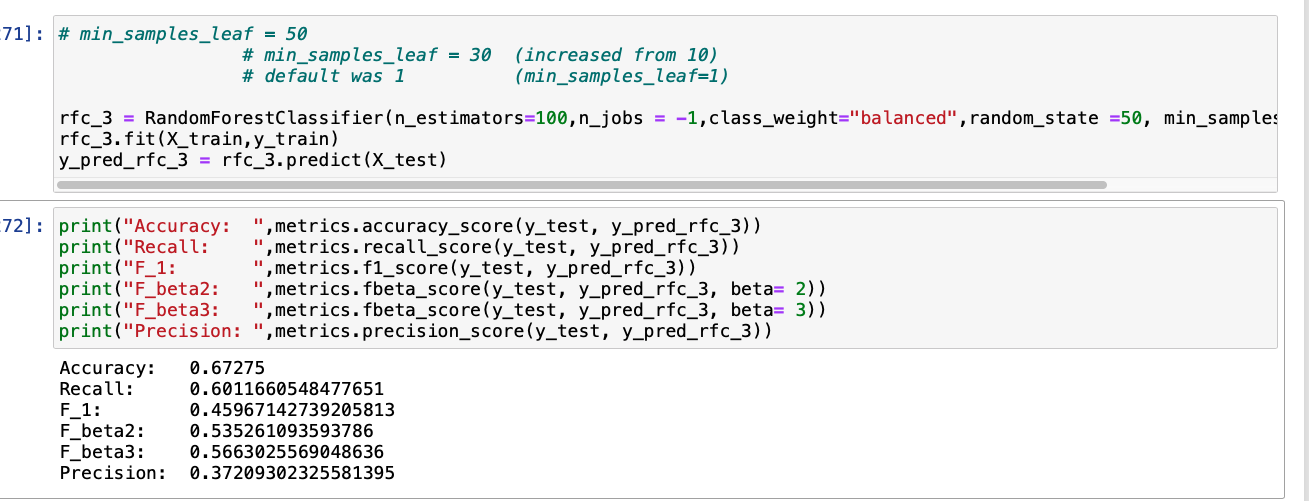 71]: # min_samples_leaf = 50
# min_samples_leaf = 30  (increased from 10)
# default was 1          (min_samples_leaf=1)
rfc_3 = RandomForestClassifier(n_estimators=100,n_jobs = -1,class_weight="balanced",random_state =50, min_samples
rfc_3.fit(X_train,y_train)
y_pred_rfc_3 = rfc_3.predict(X_test)
72]: print("Accuracy:  ",metrics.accuracy_score(y_test, y_pred_rfc_3))
print("Recall:    ",metrics.recall_score(y_test, y_pred_rfc_3))
print("F_1:       ",metrics.f1_score(y_test, y_pred_rfc_3))
print("F_beta2:   ",metrics.fbeta_score(y_test, y_pred_rfc_3, beta= 2))
print("F_beta3:   ",metrics.fbeta_score(y_test, y_pred_rfc_3, beta= 3))
print("Precision: ",metrics.precision_score(y_test, y_pred_rfc_3))
Accuracy:   0.67275
Recall:     0.6011660548477651
F_1:        0.45967142739205813
F_beta2:    0.535261093593786
F_beta3:    0.5663025569048636
Precision:  0.37209302325581395